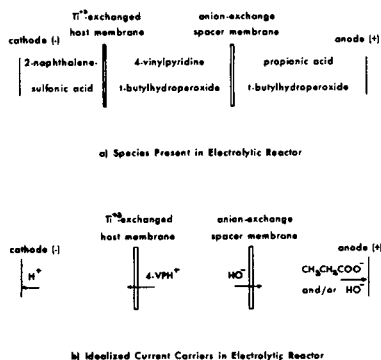 Ti+3-exchanged anion-exchange
host membrane spacer membrane
cathode (-) anode (+)
2-naphthalene- 4-vinylpyridine propionic acid
sulfonic acid t-butylhydroperoxide t-butylhydroperoxide
a) Species Present in Electrolytic Reactor
Ti+3-exchanged anion-exchange
host membrane spacer membrane
cathode (-) anode (+)
H+ 4-VPH+ HO- CH3CH2COO-
and/or HO-
b) Idealized Current Carriers in Electrolytic Reactor